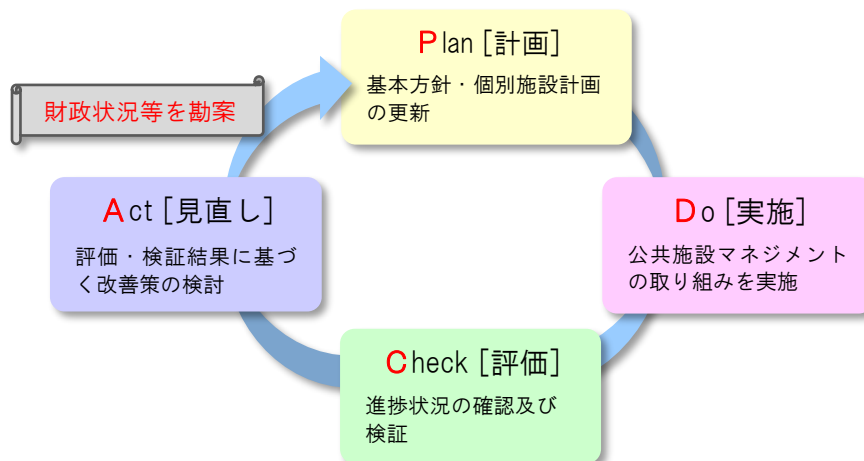 Plan [計画]
基本方針・個別施設計画
の更新
財政状況等を勘案
Act [見直し]
評価・検証結果に基づ
く改善策の検討
Do [実施]
公共施設マネジメント
の取り組みを実施
Check [評価]
進捗状況の確認及び
検証